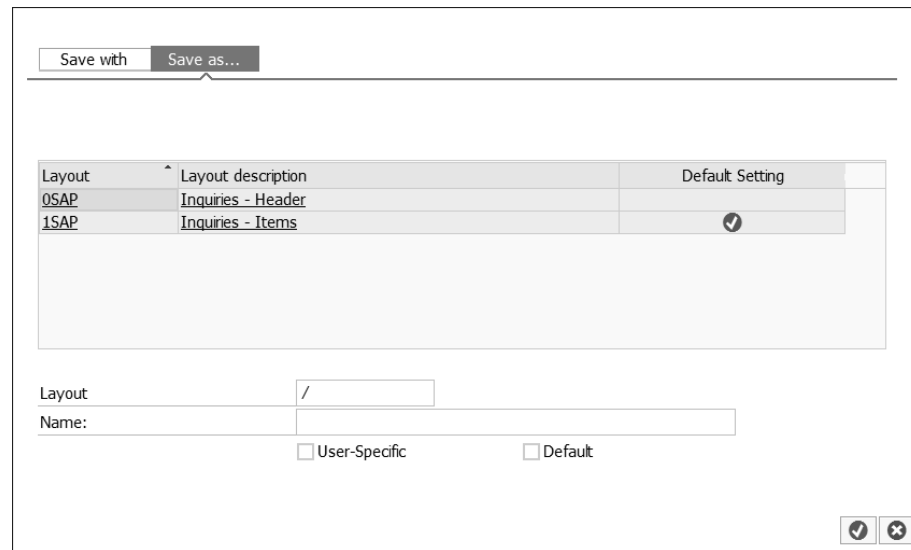 Save with Save as...
Layout Layout description Default Setting
0SAP Inquiries - Header
1SAP Inquiries - Items
Layout /
Name:
User-Specific Default